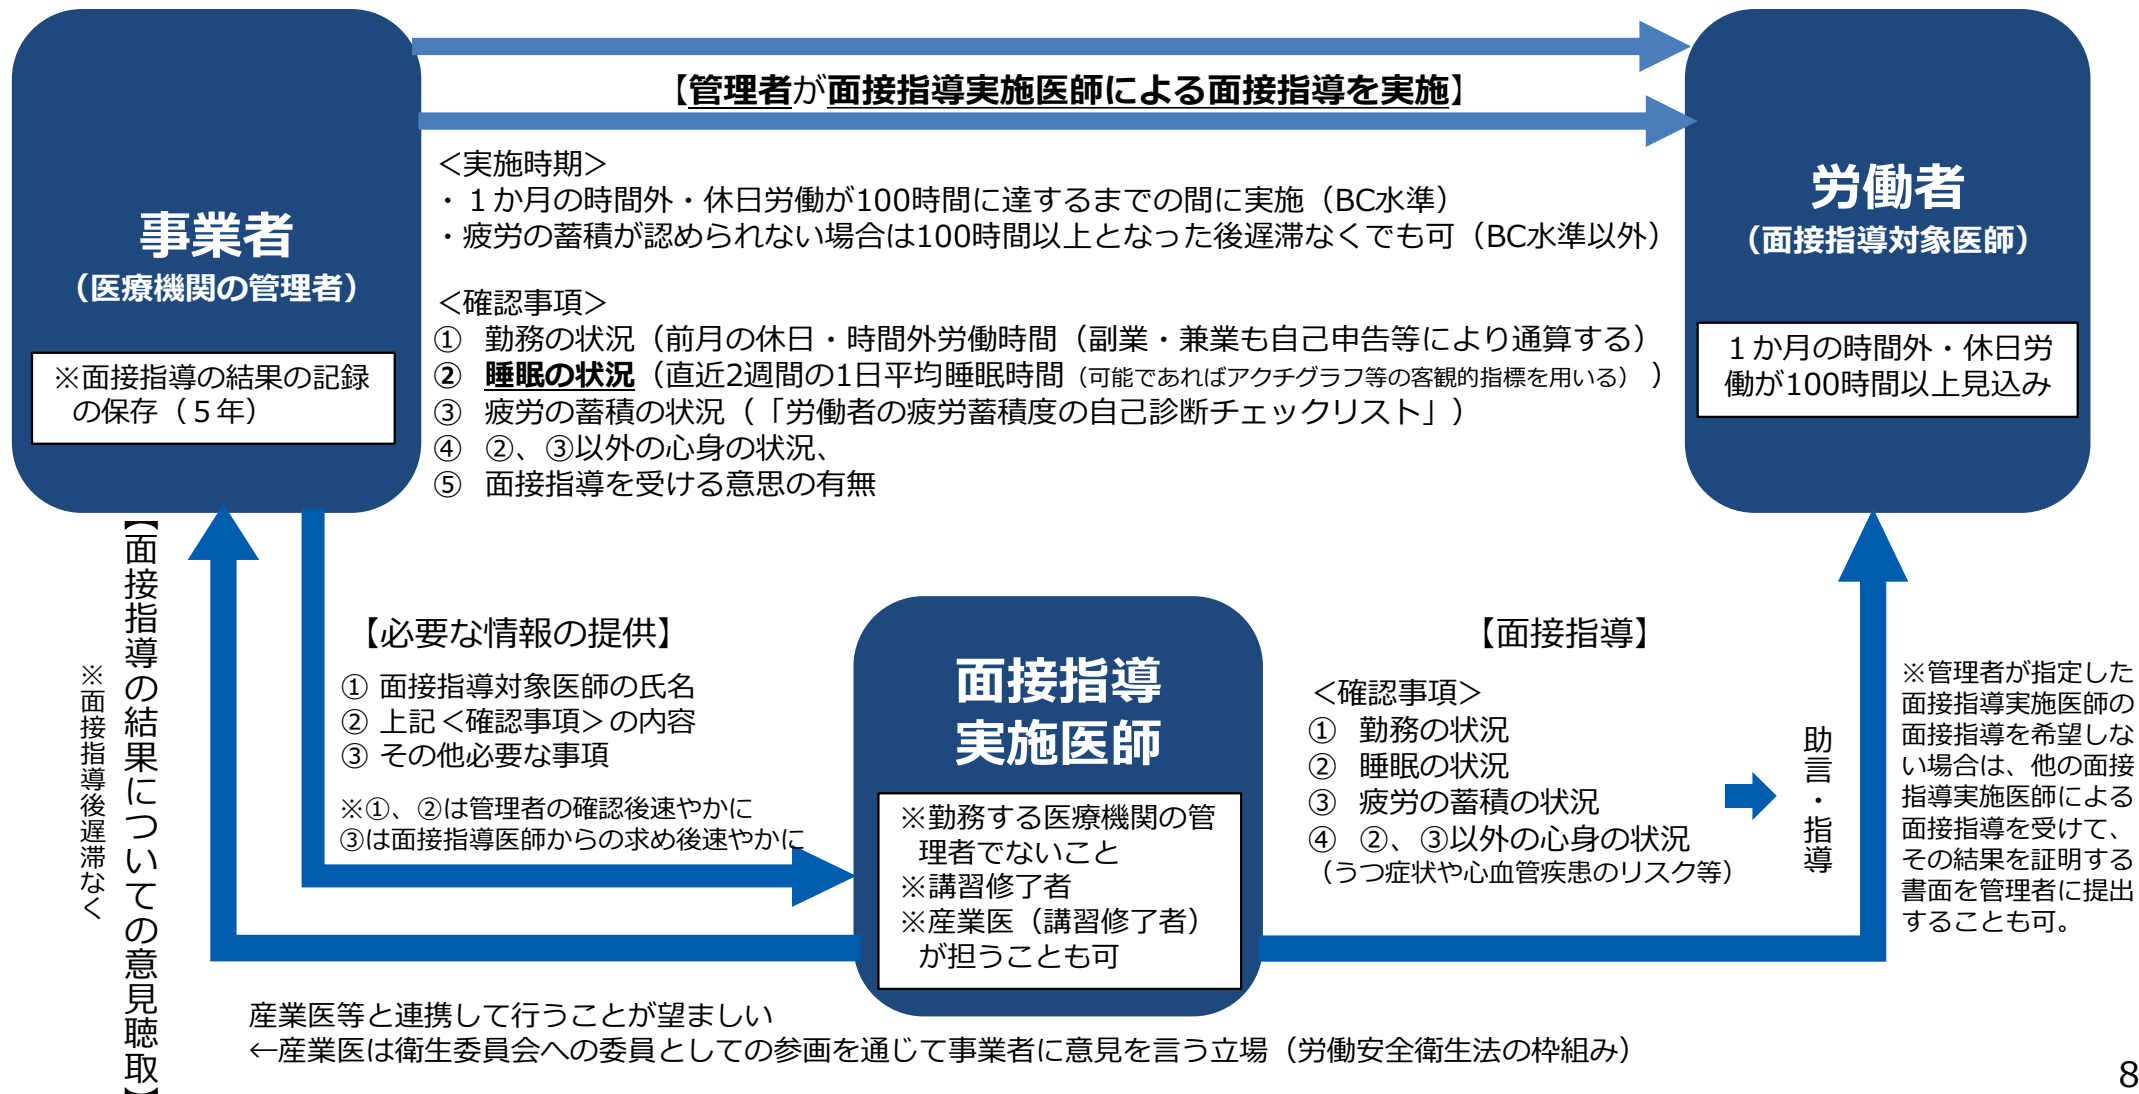 事業者
（医療機関の管理者）
※面接指導の結果の記録
の保存（５年）
【管理者が面接指導実施医師による面接指導を実施】
＜実施時期＞
・１か月の時間外・休日労働が100時間に達するまでの間に実施（BC水準）
・疲労の蓄積が認められない場合は100時間以上となった後遅滞なくでも可（BC水準以外）
＜確認事項＞
① 勤務の状況（前月の休日・時間外労働時間（副業・兼業も自己申告等により通算する）
② 睡眠の状況（直近2週間の1日平均睡眠時間（可能であればアクチグラフ等の客観的指標を用いる））
③ 疲労の蓄積の状況（「労働者の疲労蓄積度の自己診断チェックリスト」）
④ ②、③以外の心身の状況、
⑤ 面接指導を受ける意思の有無
労働者
（面接指導対象医師）
１か月の時間外・休日労
働が100時間以上見込み
【面接指導の結果についての意見聴取】
※面接指導後遅滞なく
【必要な情報の提供】
① 面接指導対象医師の氏名
② 上記＜確認事項＞の内容
③ その他必要な事項
※①、②は管理者の確認後速やかに
③は面接指導医師からの求め後速やかに
面接指導
実施医師
※勤務する医療機関の管
理者でないこと
※講習修了者
※産業医（講習修了者）
が担うことも可
【面接指導】
＜確認事項＞
① 勤務の状況
② 睡眠の状況
③ 疲労の蓄積の状況
④ ②、③以外の心身の状況
（うつ症状や心血管疾患のリスク等）
助言・指導
※管理者が指定した
面接指導実施医師の
面接指導を希望しな
い場合は、他の面接
指導実施医師による
面接指導を受けて、
その結果を証明する
書面を管理者に提出
することも可。
産業医等と連携して行うことが望ましい
←産業医は衛生委員会への委員としての参画を通じて事業者に意見を言う立場（労働安全衛生法の枠組み）
8